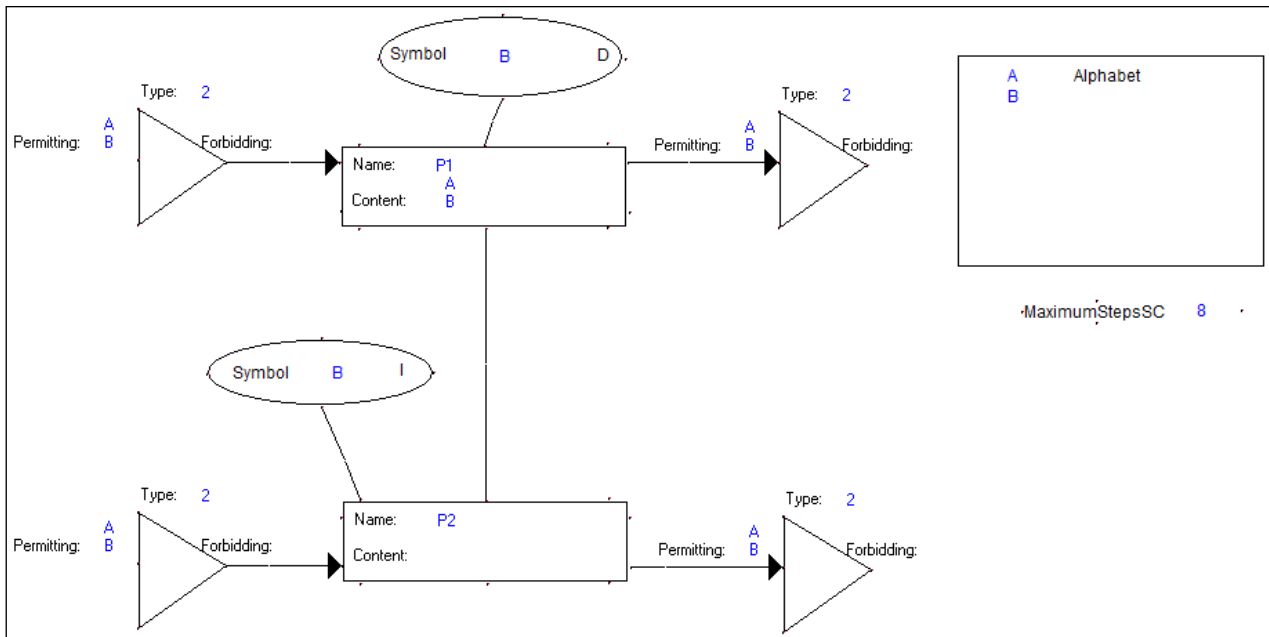 Symbol B D
A Alphabet
B
Type: 2
Type: 2
A
Permitting: B Forbidding:
A
Permitting: B Forbidding:
Name: P1
A
Content: B
MaximumStepsSC 8
Symbol B I
Type: 2
Type: 2
A
Permitting: B Forbidding:
Name: P2
Content:
A
Permitting: B Forbidding: